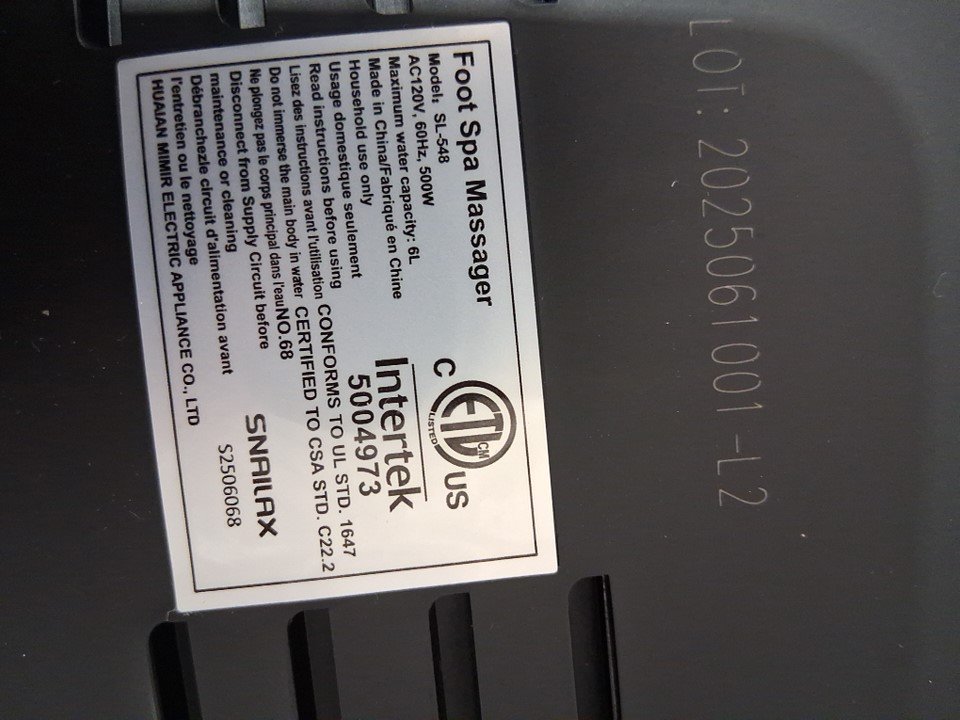 LOT: 2025061001-L2
Foot Spa Massager
Model: SL-548
AC120V, 60Hz, 500W
Maximum water capacity: 6L
Made in China/Fabriqué en Chine
Household use only
Usage domestique seulement
Read instructions before using
Lisez des instructions avant l'utilisation
Do not immerse the main body in water
Ne plongez pas le corps principal dans l'eau
Disconnect from Supply Circuit before
maintenance or cleaning
Débranchezle circuit d'alimentation avant
l'entretien ou le nettoyage
HUAIAN MIMIR ELECTRIC APPLIANCE CO., LTD
C ETL CM US
LISTED
Intertek
5004973
CONFORMS TO UL STD. 1647
CERTIFIED TO CSA STD. C22.2
NO.68
SNAILAX
S2506068